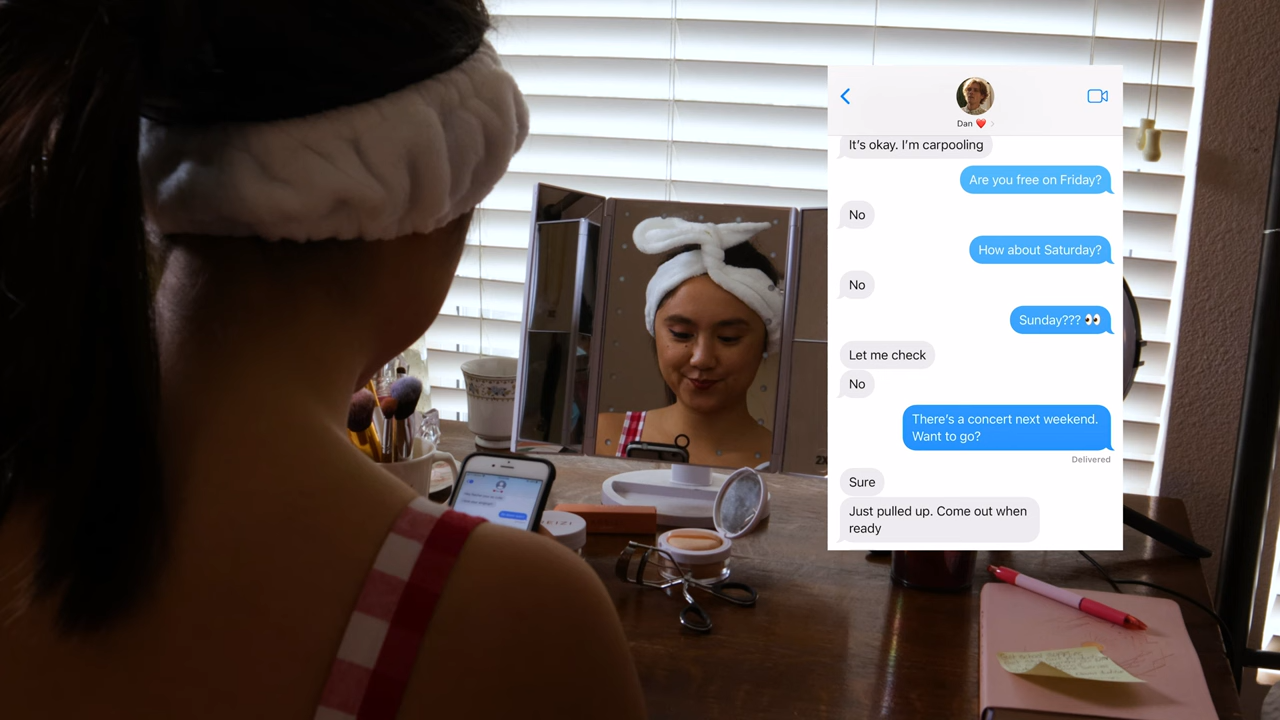 Dan ❤️
It's okay. I'm carpooling
Are you free on Friday?
No
How about Saturday?
No
Sunday??? 👀
Let me check
No
There's a concert next weekend.
Want to go?
Delivered
Sure
Just pulled up. Come out when
ready
2X